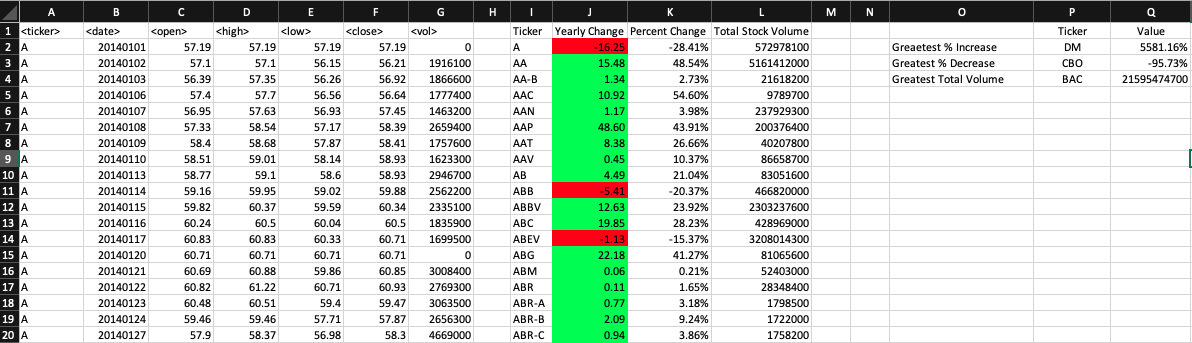 A B C D E F G H I J K L M N O P Q
1 <ticker> <date> <open> <high> <low> <close> <vol> Ticker Yearly Change Percent Change Total Stock Volume Ticker Value
2 A 20140101 57.19 57.19 57.19 57.19 0 A -16.25 -28.41% 572978100 Greaetest % Increase DM 5581.16%
3 A 20140102 57.1 57.1 56.15 56.21 1916100 AA 15.48 48.54% 5161412000 Greatest % Decrease CBO -95.73%
4 A 20140103 56.39 57.35 56.26 56.92 1866600 AA-B 1.34 2.73% 21618200 Greatest Total Volume BAC 21595474700
5 A 20140106 57.4 57.7 56.56 56.64 1777400 AAC 10.92 54.60% 9789700
6 A 20140107 56.95 57.63 56.93 57.45 1463200 AAN 1.17 3.98% 237929300
7 A 20140108 57.33 58.54 57.17 58.39 2659400 AAP 48.60 43.91% 200376400
8 A 20140109 58.4 58.68 57.87 58.41 1757600 AAT 8.38 26.66% 40207800
9 A 20140110 58.51 59.01 58.14 58.93 1623300 AAV 0.45 10.37% 86658700
10 A 20140113 58.77 59.1 58.6 58.93 2946700 AB 4.49 21.04% 83051600
11 A 20140114 59.16 59.95 59.02 59.88 2562200 ABB -5.41 -20.37% 466820000
12 A 20140115 59.82 60.37 59.59 60.34 2335100 ABBV 12.63 23.92% 2303237600
13 A 20140116 60.24 60.5 60.04 60.5 1835900 ABC 19.85 28.23% 428969000
14 A 20140117 60.83 60.83 60.33 60.71 1699500 ABEV -1.13 -15.37% 3208014300
15 A 20140120 60.71 60.71 60.71 60.71 0 ABG 22.18 41.27% 81065600
16 A 20140121 60.69 60.88 59.86 60.85 3008400 ABM 0.06 0.21% 52403000
17 A 20140122 60.82 61.22 60.71 60.93 2769300 ABR 0.11 1.65% 28348400
18 A 20140123 60.48 60.51 59.4 59.47 3063500 ABR-A 0.77 3.18% 1798500
19 A 20140124 59.46 59.46 57.71 57.87 2656300 ABR-B 2.09 9.24% 1722000
20 A 20140127 57.9 58.37 56.98 58.3 4669000 ABR-C 0.94 3.86% 1758200